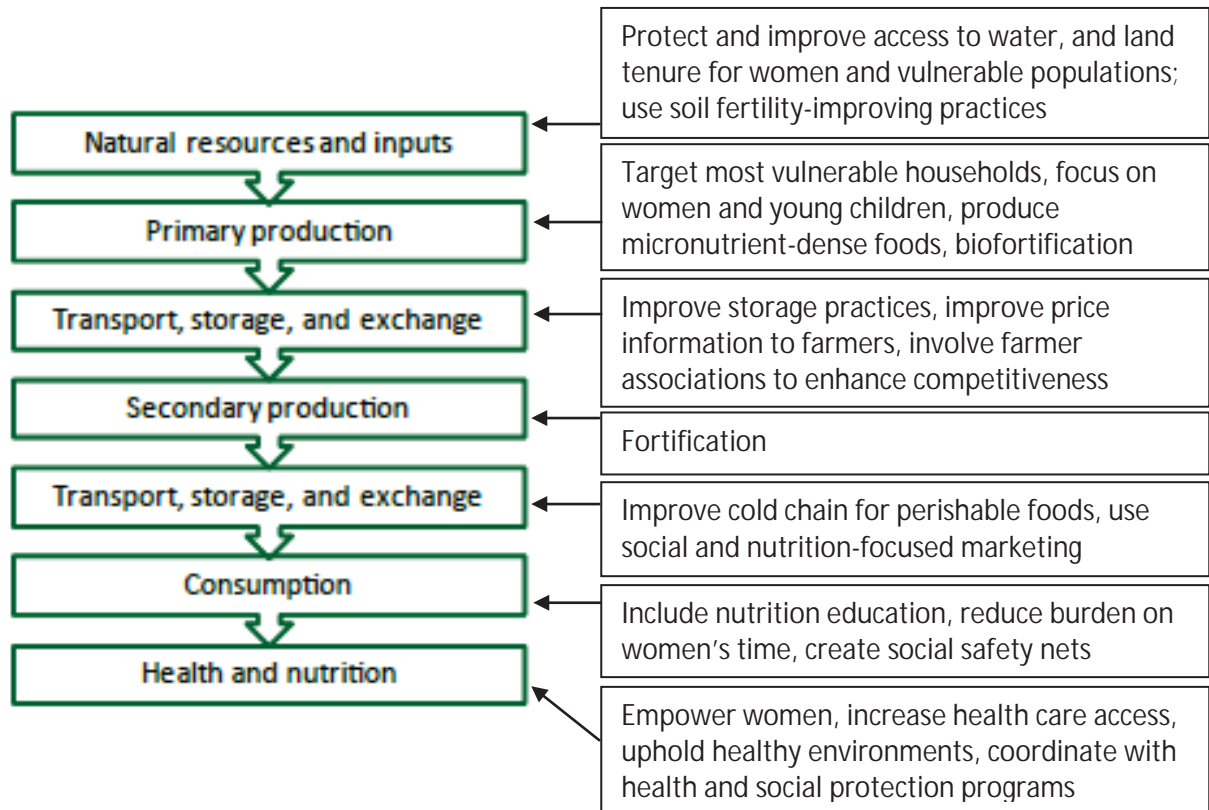 Protect and improve access to water, and land
tenure for women and vulnerable populations;
use soil fertility-improving practices
Natural resources and inputs
Target most vulnerable households, focus on
women and young children, produce
micronutrient-dense foods, biofortification
Primary production
Improve storage practices, improve price
information to farmers, involve farmer
associations to enhance competitiveness
Transport, storage, and exchange
Secondary production
Fortification
Transport, storage, and exchange
Improve cold chain for perishable foods, use
social and nutrition-focused marketing
Consumption
Include nutrition education, reduce burden on
women’s time, create social safety nets
Health and nutrition
Empower women, increase health care access,
uphold healthy environments, coordinate with
health and social protection programs